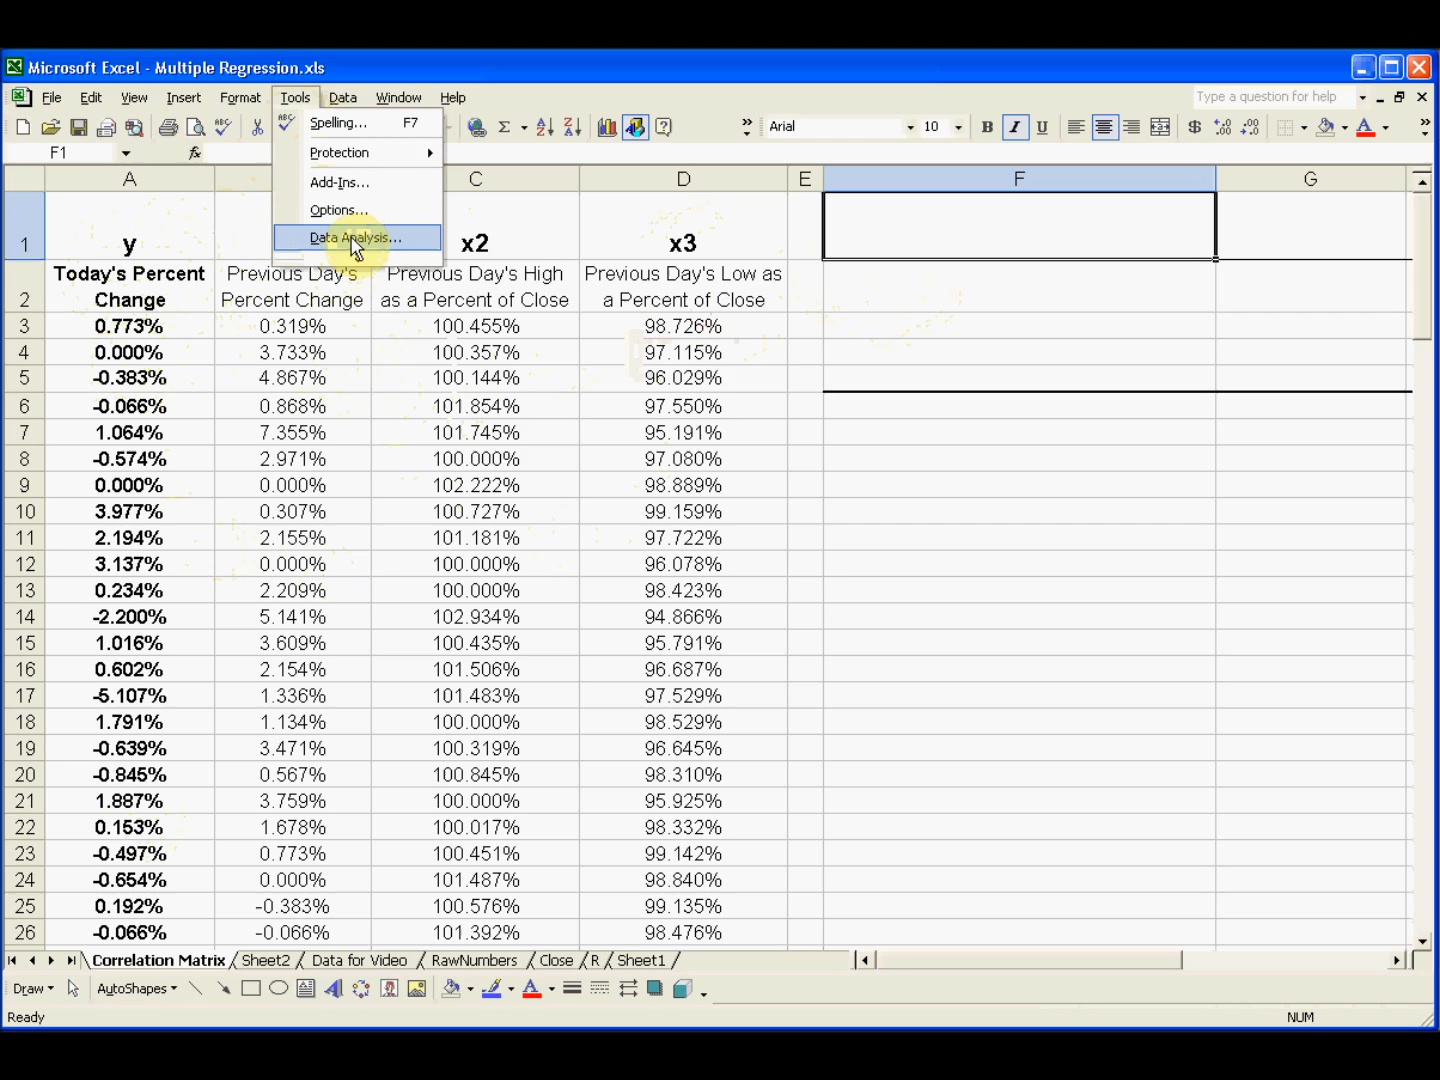 Microsoft Excel - Multiple Regression.xls
File Edit View Insert Format Tools Data Window Help Type a question for help
Arial 10 B I U $
F1 fx
Spelling... F7
Protection
Add-Ins...
Options...
Data Analysis...
A C D E F G
1 y x2 x3
Today's Percent Previous Day's Previous Day's High Previous Day's Low as
2 Change Percent Change as a Percent of Close a Percent of Close
3 0.773% 0.319% 100.455% 98.726%
4 0.000% 3.733% 100.357% 97.115%
5 -0.383% 4.867% 100.144% 96.029%
6 -0.066% 0.868% 101.854% 97.550%
7 1.064% 7.355% 101.745% 95.191%
8 -0.574% 2.971% 100.000% 97.080%
9 0.000% 0.000% 102.222% 98.889%
10 3.977% 0.307% 100.727% 99.159%
11 2.194% 2.155% 101.181% 97.722%
12 3.137% 0.000% 100.000% 96.078%
13 0.234% 2.209% 100.000% 98.423%
14 -2.200% 5.141% 102.934% 94.866%
15 1.016% 3.609% 100.435% 95.791%
16 0.602% 2.154% 101.506% 96.687%
17 -5.107% 1.336% 101.483% 97.529%
18 1.791% 1.134% 100.000% 98.529%
19 -0.639% 3.471% 100.319% 96.645%
20 -0.845% 0.567% 100.845% 98.310%
21 1.887% 3.759% 100.000% 95.925%
22 0.153% 1.678% 100.017% 98.332%
23 -0.497% 0.773% 100.451% 99.142%
24 -0.654% 0.000% 101.487% 98.840%
25 0.192% -0.383% 100.576% 99.135%
26 -0.066% -0.066% 101.392% 98.476%
Correlation Matrix Sheet2 Data for Video RawNumbers Close R Sheet1
Draw AutoShapes
Ready NUM